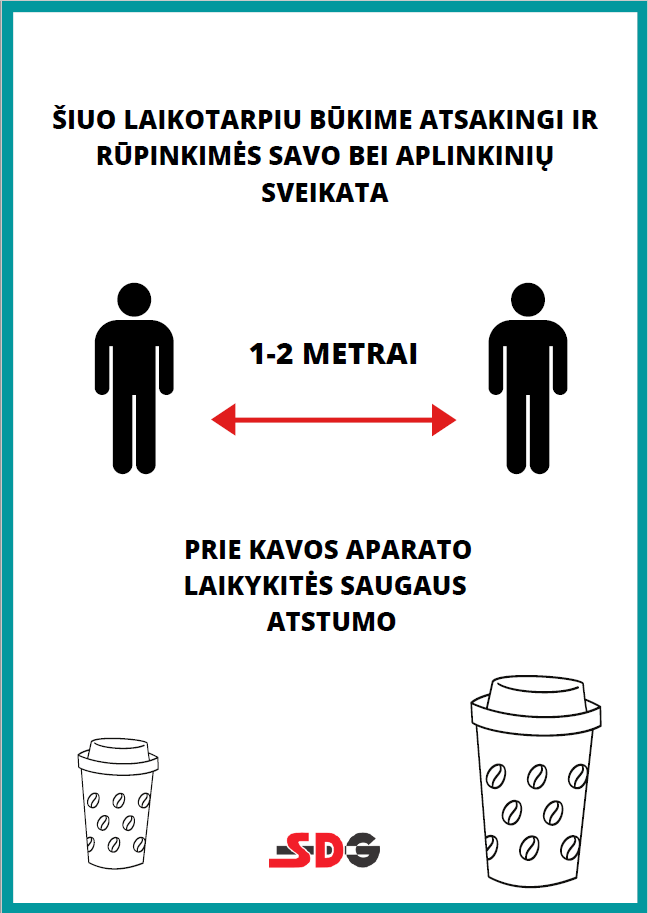 ŠIUO LAIKOTARPIU BŪKIME ATSAKINGI IR
RŪPINKIMĖS SAVO BEI APLINKINIŲ
SVEIKATA
1-2 METRAI
PRIE KAVOS APARATO
LAIKYKITĖS SAUGAUS
ATSTUMO
SDG